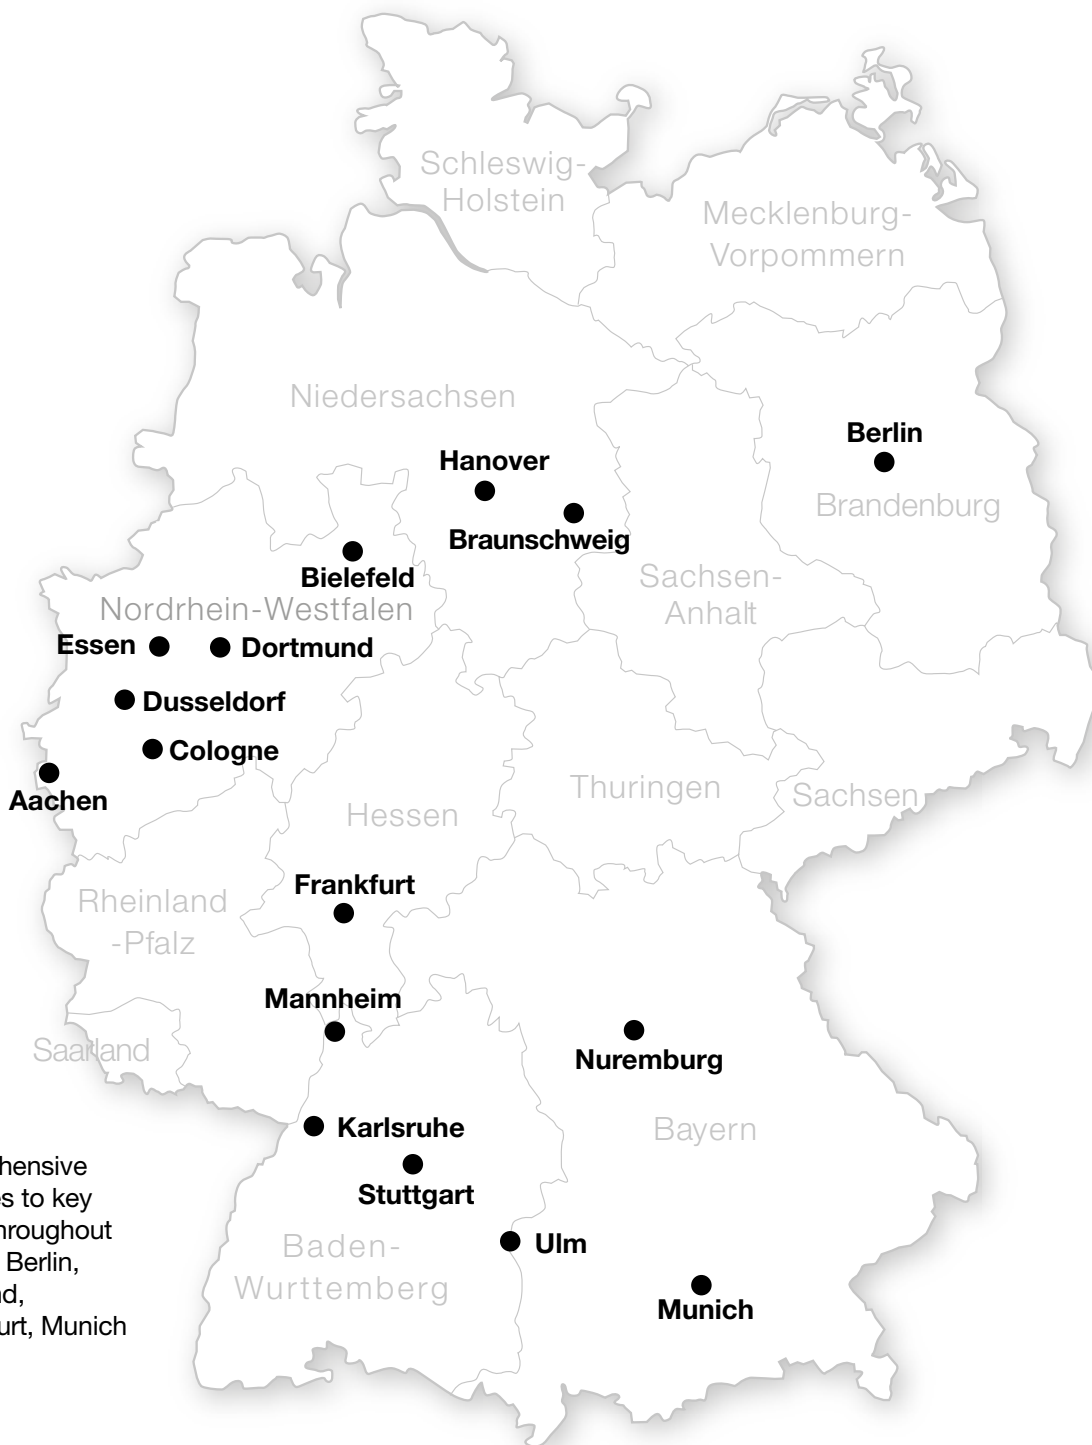 Schleswig-
Holstein
Mecklenburg-
Vorpommern
Niedersachsen
Berlin
Hanover
Brandenburg
Braunschweig
Bielefeld
Sachsen-
Anhalt
Nordrhein-Westfalen
Essen
Dortmund
Dusseldorf
Cologne
Aachen
Thuringen
Sachsen
Hessen
Frankfurt
Rheinland
-Pfalz
Mannheim
Saarland
Nuremburg
Karlsruhe
Bayern
hensive
es to key
Stuttgart
hroughout
Ulm
Baden-
Berlin,
Wurttemberg
nd,
Munich
urt, Munich